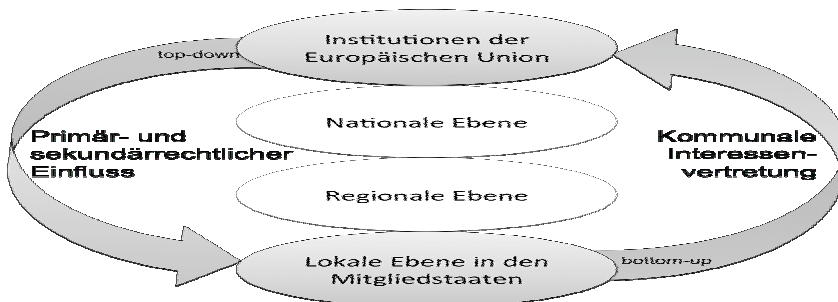 Institutionen der
Europäischen Union
top-down
Nationale Ebene
Primär- und
sekundärrechtlicher
Einfluss
Kommunale
Interessen-
vertretung
Regionale Ebene
Lokale Ebene in den
Mitgliedstaaten
bottom-up